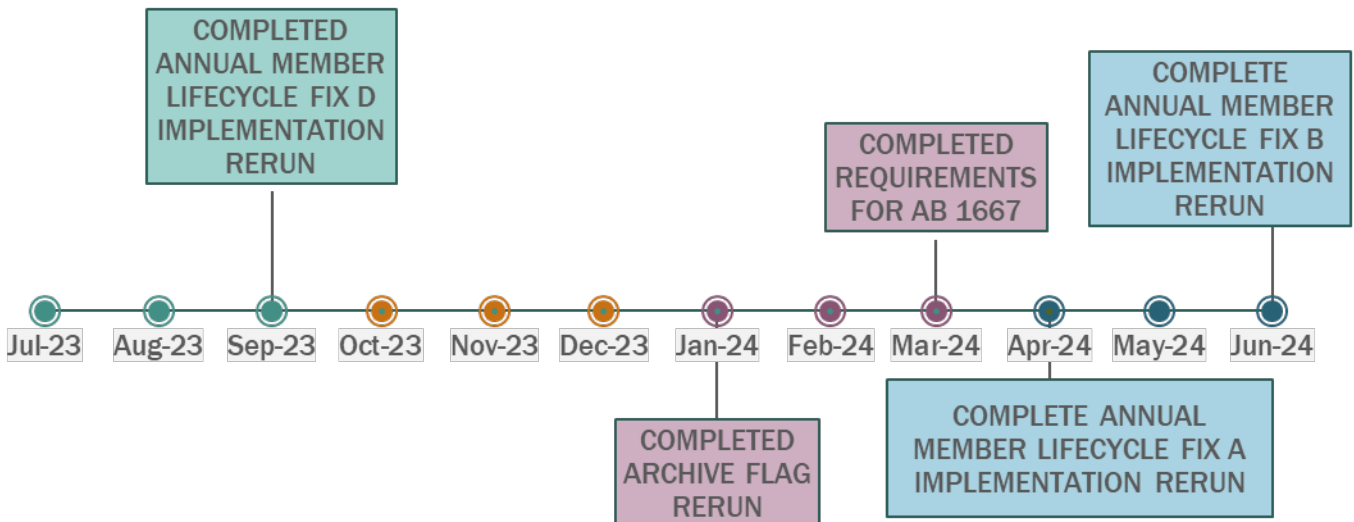 COMPLETED
ANNUAL MEMBER
LIFECYCLE FIX D
IMPLEMENTATION
RERUN
COMPLETE
ANNUAL MEMBER
LIFECYCLE FIX B
IMPLEMENTATION
RERUN
COMPLETED
REQUIREMENTS
FOR AB 1667
Jul-23 Aug-23 Sep-23 Oct-23 Nov-23 Dec-23 Jan-24 Feb-24 Mar-24 Apr-24 May-24 Jun-24
COMPLETED
ARCHIVE FLAG
RERUN
COMPLETE ANNUAL
MEMBER LIFECYCLE FIX A
IMPLEMENTATION RERUN